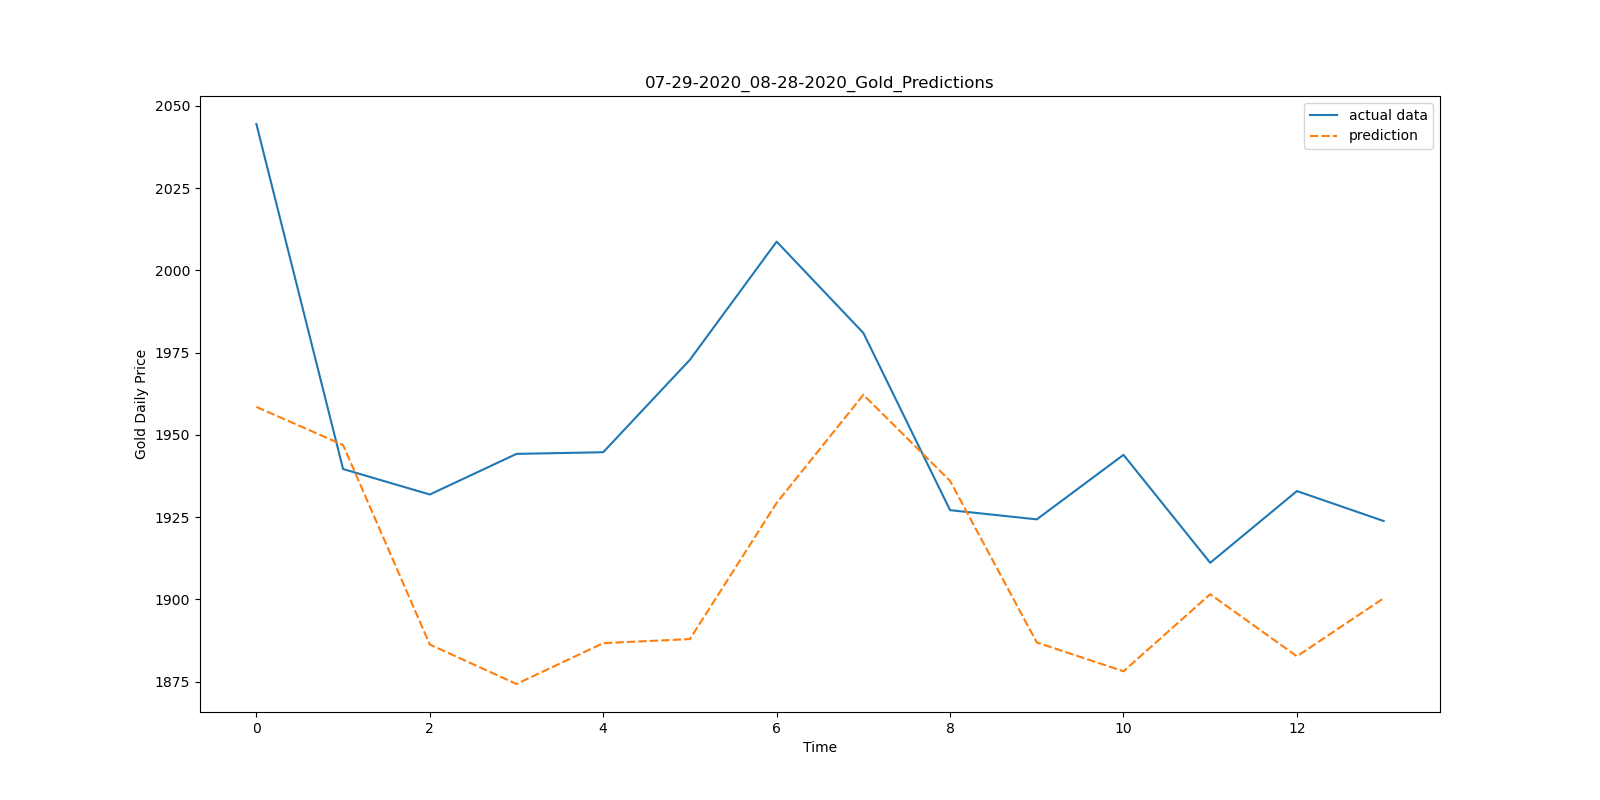 07-29-2020_08-28-2020_Gold_Predictions
actual data
prediction
Gold Daily Price
2050
2025
2000
1975
1950
1925
1900
1875
0 2 4 6 8 10 12
Time